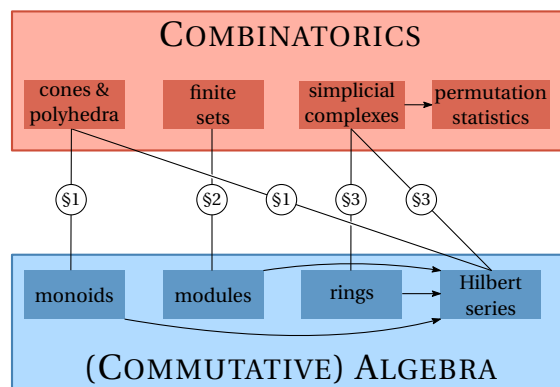 COMBINATORICS
cones &
polyhedra
finite
sets
simplicial
complexes
permutation
statistics
§1
§2
§1
§3
§3
monoids
modules
rings
Hilbert
series
(COMMUTATIVE) ALGEBRA